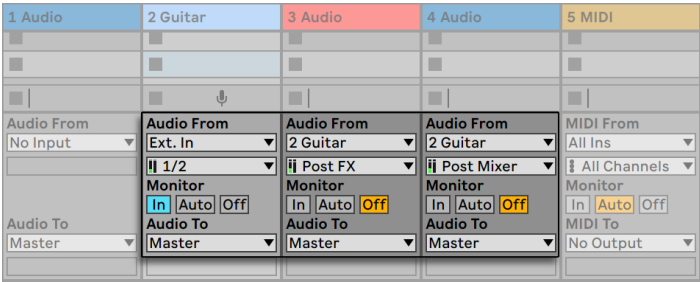 1 Audio 2 Guitar 3 Audio 4 Audio 5 MIDI
Audio From Audio From Audio From Audio From MIDI From
No Input Ext. In 2 Guitar 2 Guitar All Ins
1/2 Post FX Post Mixer All Channels
Monitor Monitor Monitor Monitor
In Auto Off In Auto Off In Auto Off In Auto Off
Audio To Audio To Audio To Audio To MIDI To
Master Master Master Master No Output